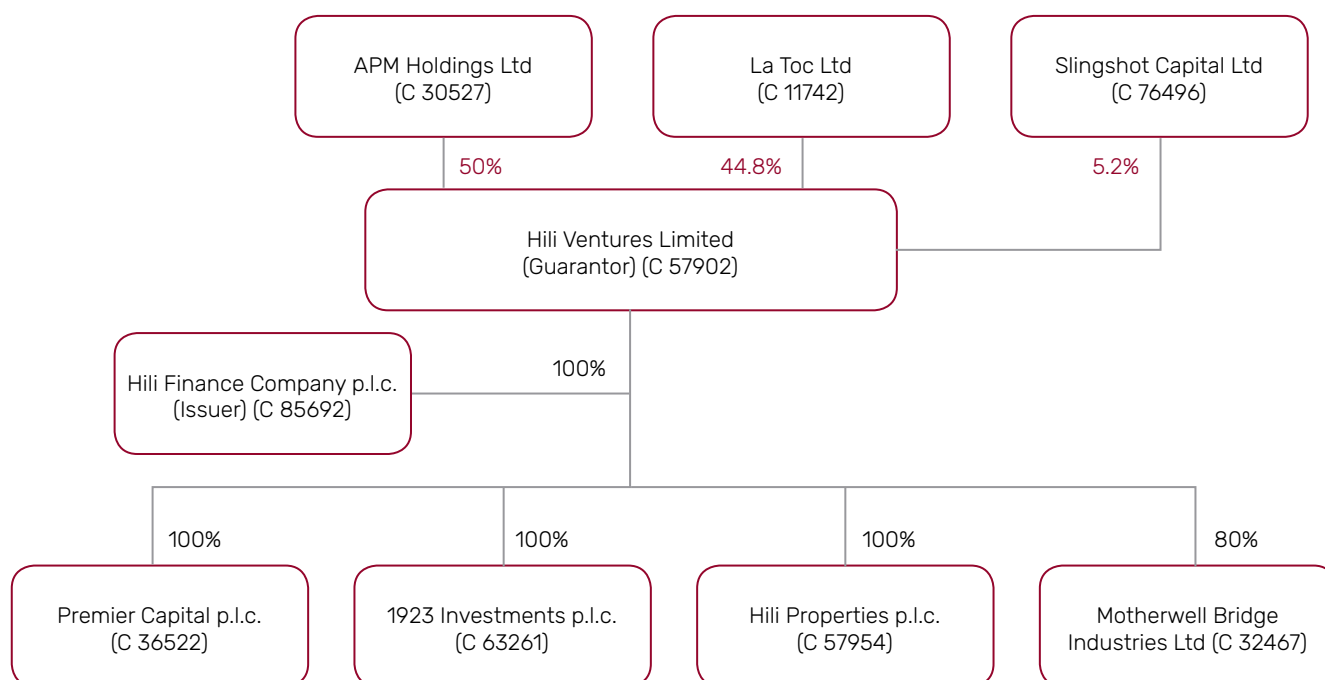 APM Holdings Ltd
(C 30527)
La Toc Ltd
(C 11742)
Slingshot Capital Ltd
(C 76496)
50%
44.8%
5.2%
Hili Ventures Limited
(Guarantor) (C 57902)
100%
Hili Finance Company p.l.c.
(Issuer) (C 85692)
100%
100%
100%
80%
Premier Capital p.l.c.
(C 36522)
1923 Investments p.l.c.
(C 63261)
Hili Properties p.l.c.
(C 57954)
Motherwell Bridge
Industries Ltd (C 32467)